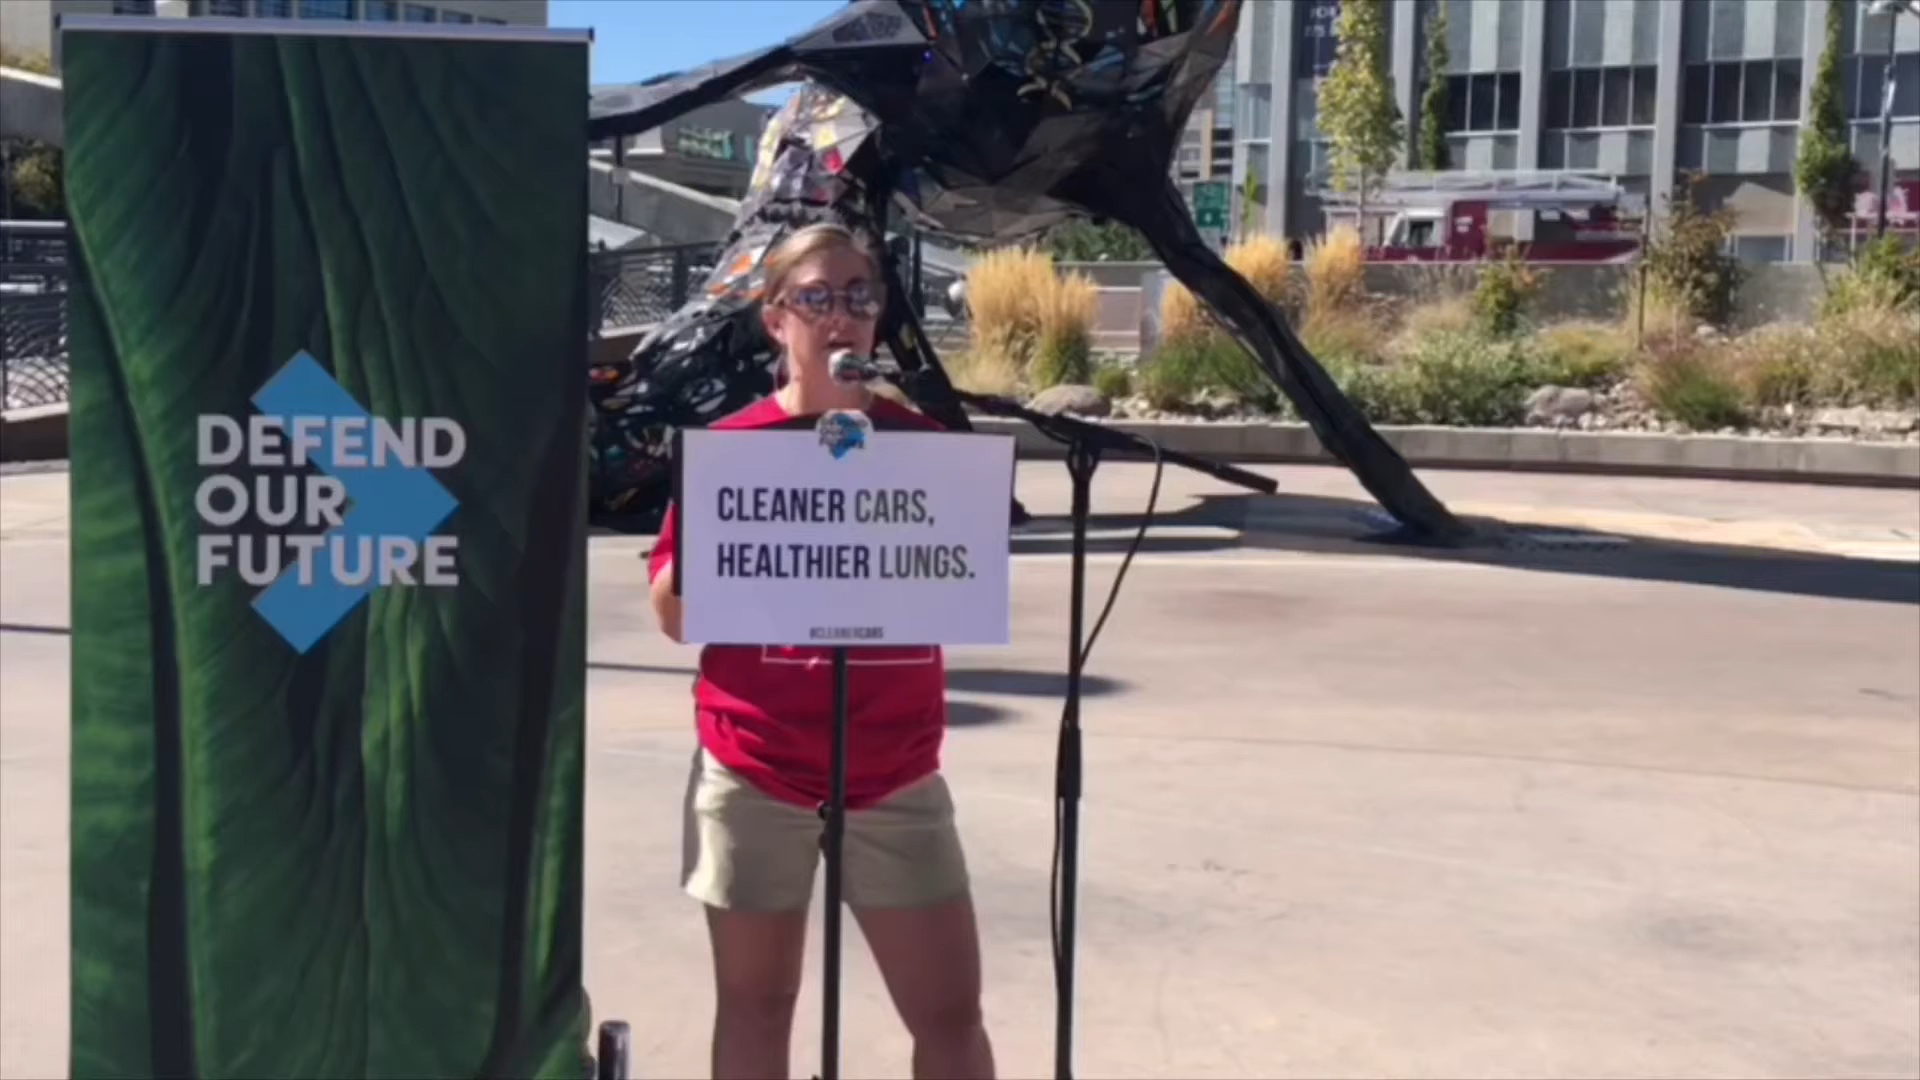 DEFEND
OUR
FUTURE
CLEANER CARS,
HEALTHIER LUNGS.
#CLEANERCARS